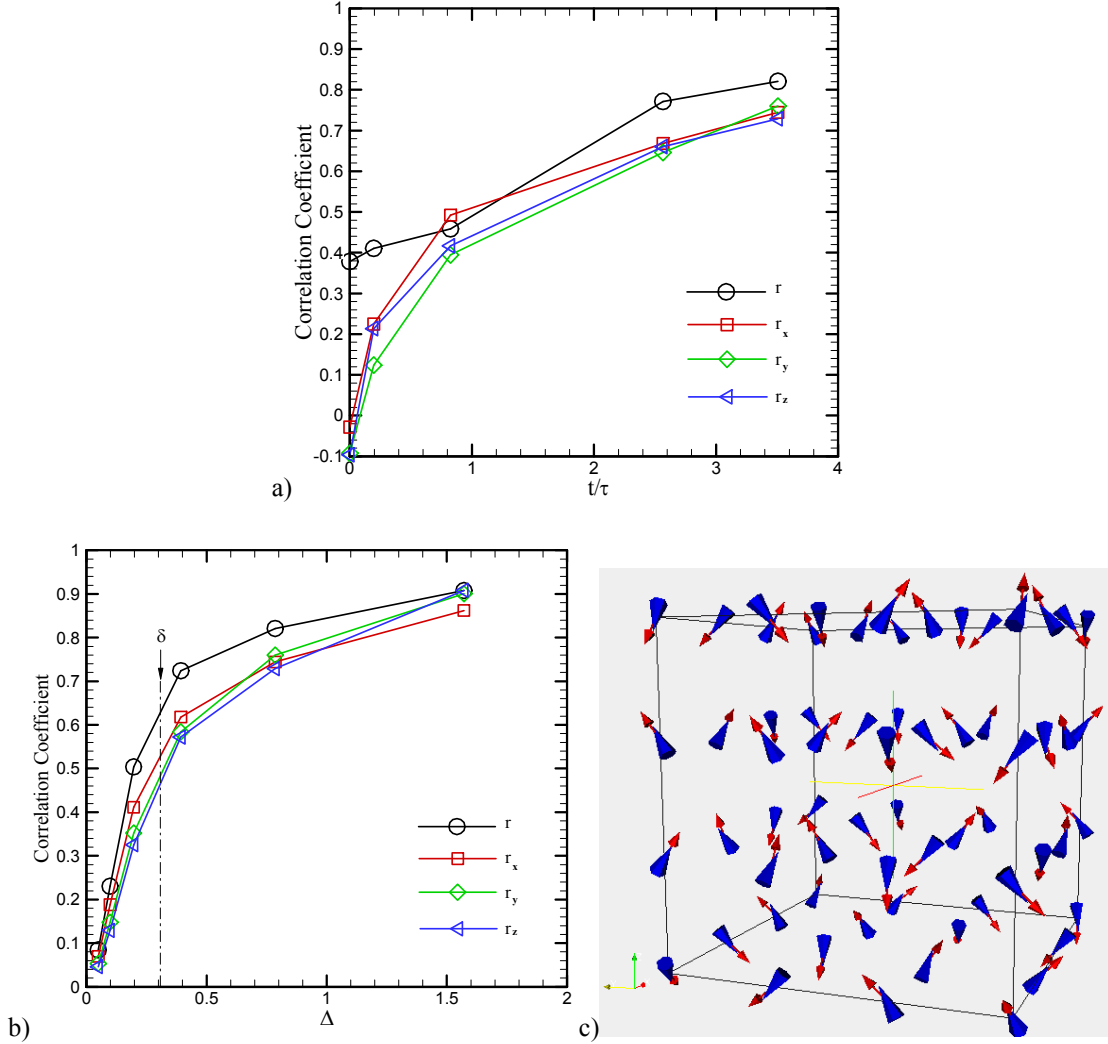 Correlation Coefficient
1
0.9
0.8
0.7
0.6
0.5
0.4
0.3
0.2
0.1
0
-0.1
0 1 2 3 4
t/τ
r
r_x
r_y
r_z
a)
Correlation Coefficient
1
0.9
0.8
0.7
0.6
0.5
0.4
0.3
0.2
0.1
0
δ
0 0.5 1 1.5 2
Δ
r
r_x
r_y
r_z
b)
c)